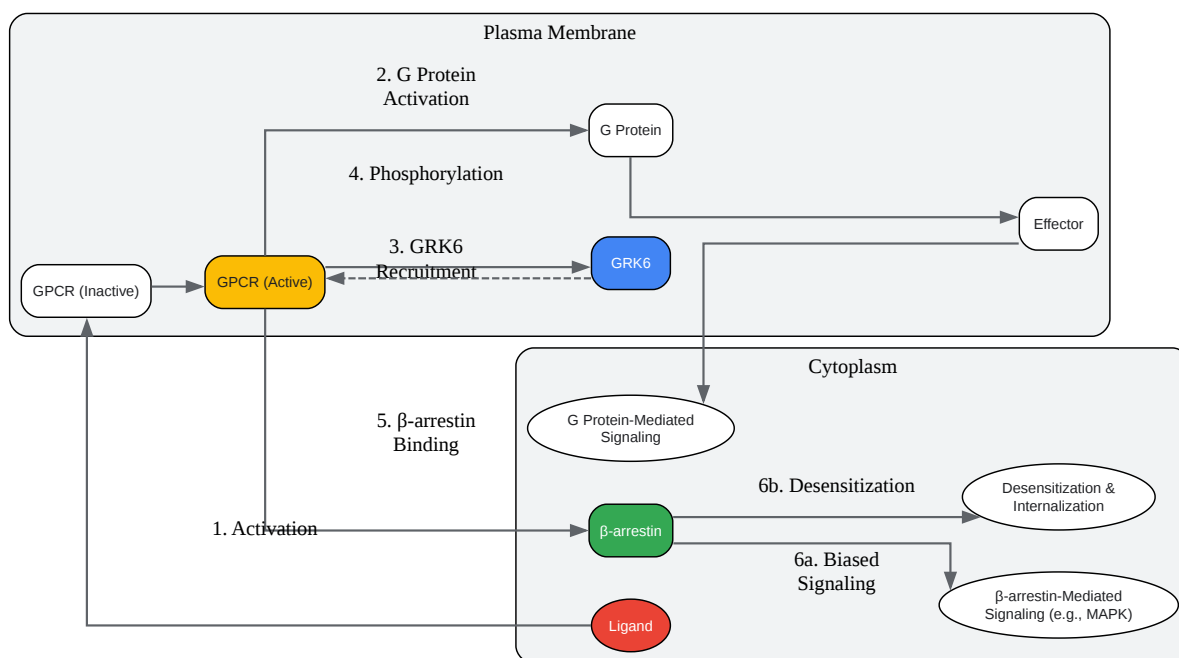 Plasma Membrane
2. G Protein
Activation
G Protein
4. Phosphorylation
Effector
3. GRK6
Recruitment
GRK6
GPCR (Active)
GPCR (Inactive)
Cytoplasm
G Protein-Mediated
Signaling
5. β-arrestin
Binding
6b. Desensitization
Desensitization &
Internalization
1. Activation
β-arrestin
6a. Biased
Signaling
β-arrestin-Mediated
Signaling (e.g., MAPK)
Ligand